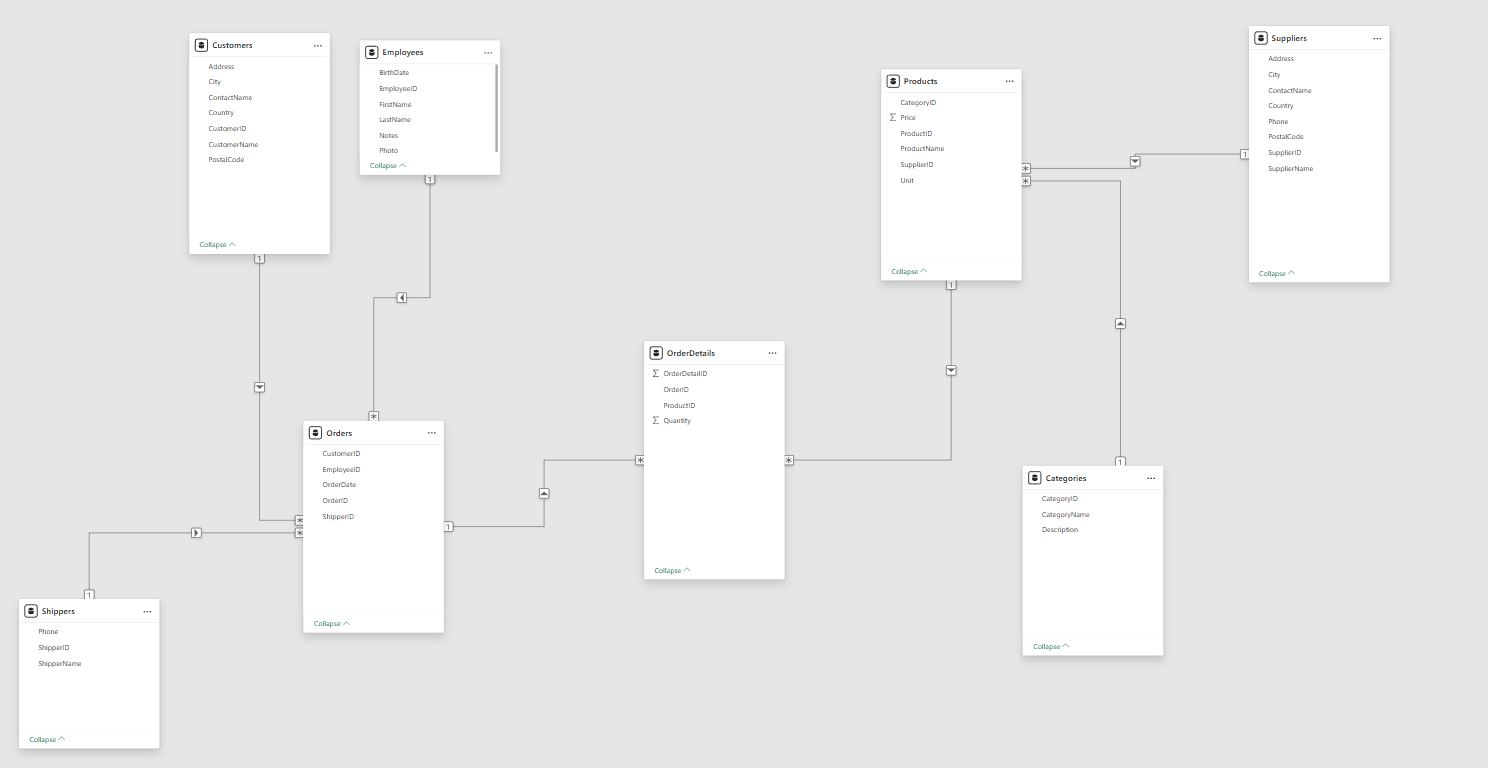 Customers
Address
City
ContactName
Country
CustomerID
CustomerName
PostalCode
Collapse
1
Employees
BirthDate
EmployeeID
FirstName
LastName
Notes
Photo
Collapse
1
Products
CategoryID
Σ Price
ProductID
ProductName
SupplierID
Unit
Collapse
*
*
1
Suppliers
Address
City
ContactName
Country
Phone
PostalCode
SupplierID
SupplierName
Collapse
1
OrderDetails
Σ OrderDetailID
OrderID
ProductID
Σ Quantity
Collapse
*
*
Orders
CustomerID
EmployeeID
OrderDate
OrderID
ShipperID
Collapse
*
*
*
1
Categories
CategoryID
CategoryName
Description
Collapse
1
Shippers
Phone
ShipperID
ShipperName
Collapse
1